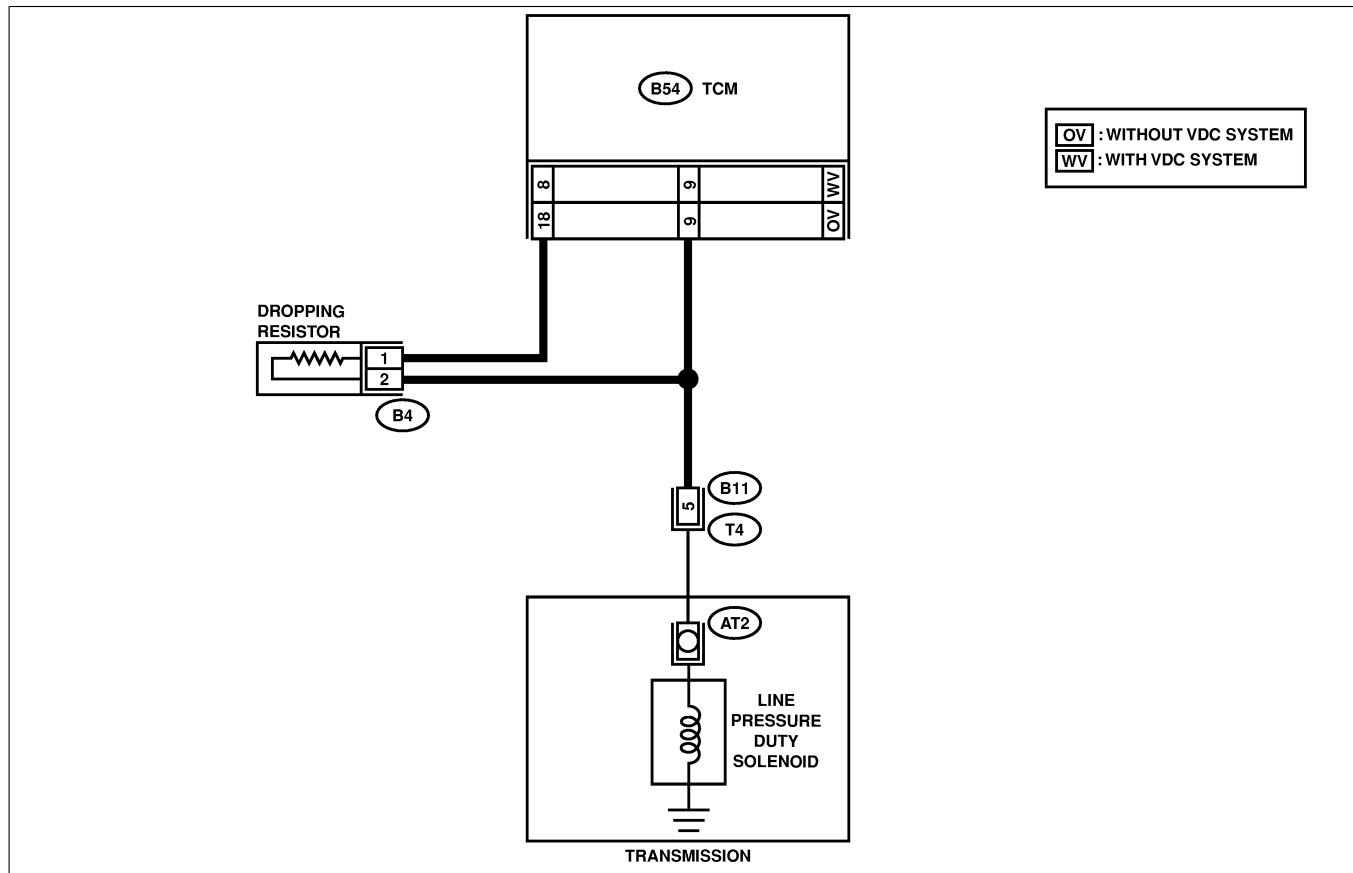 B54 TCM
OV : WITHOUT VDC SYSTEM
WV : WITH VDC SYSTEM
8 9 WV
18 9 OV
DROPPING
RESISTOR
1
2
B4
B11
5
T4
AT2
LINE
PRESSURE
DUTY
SOLENOID
TRANSMISSION